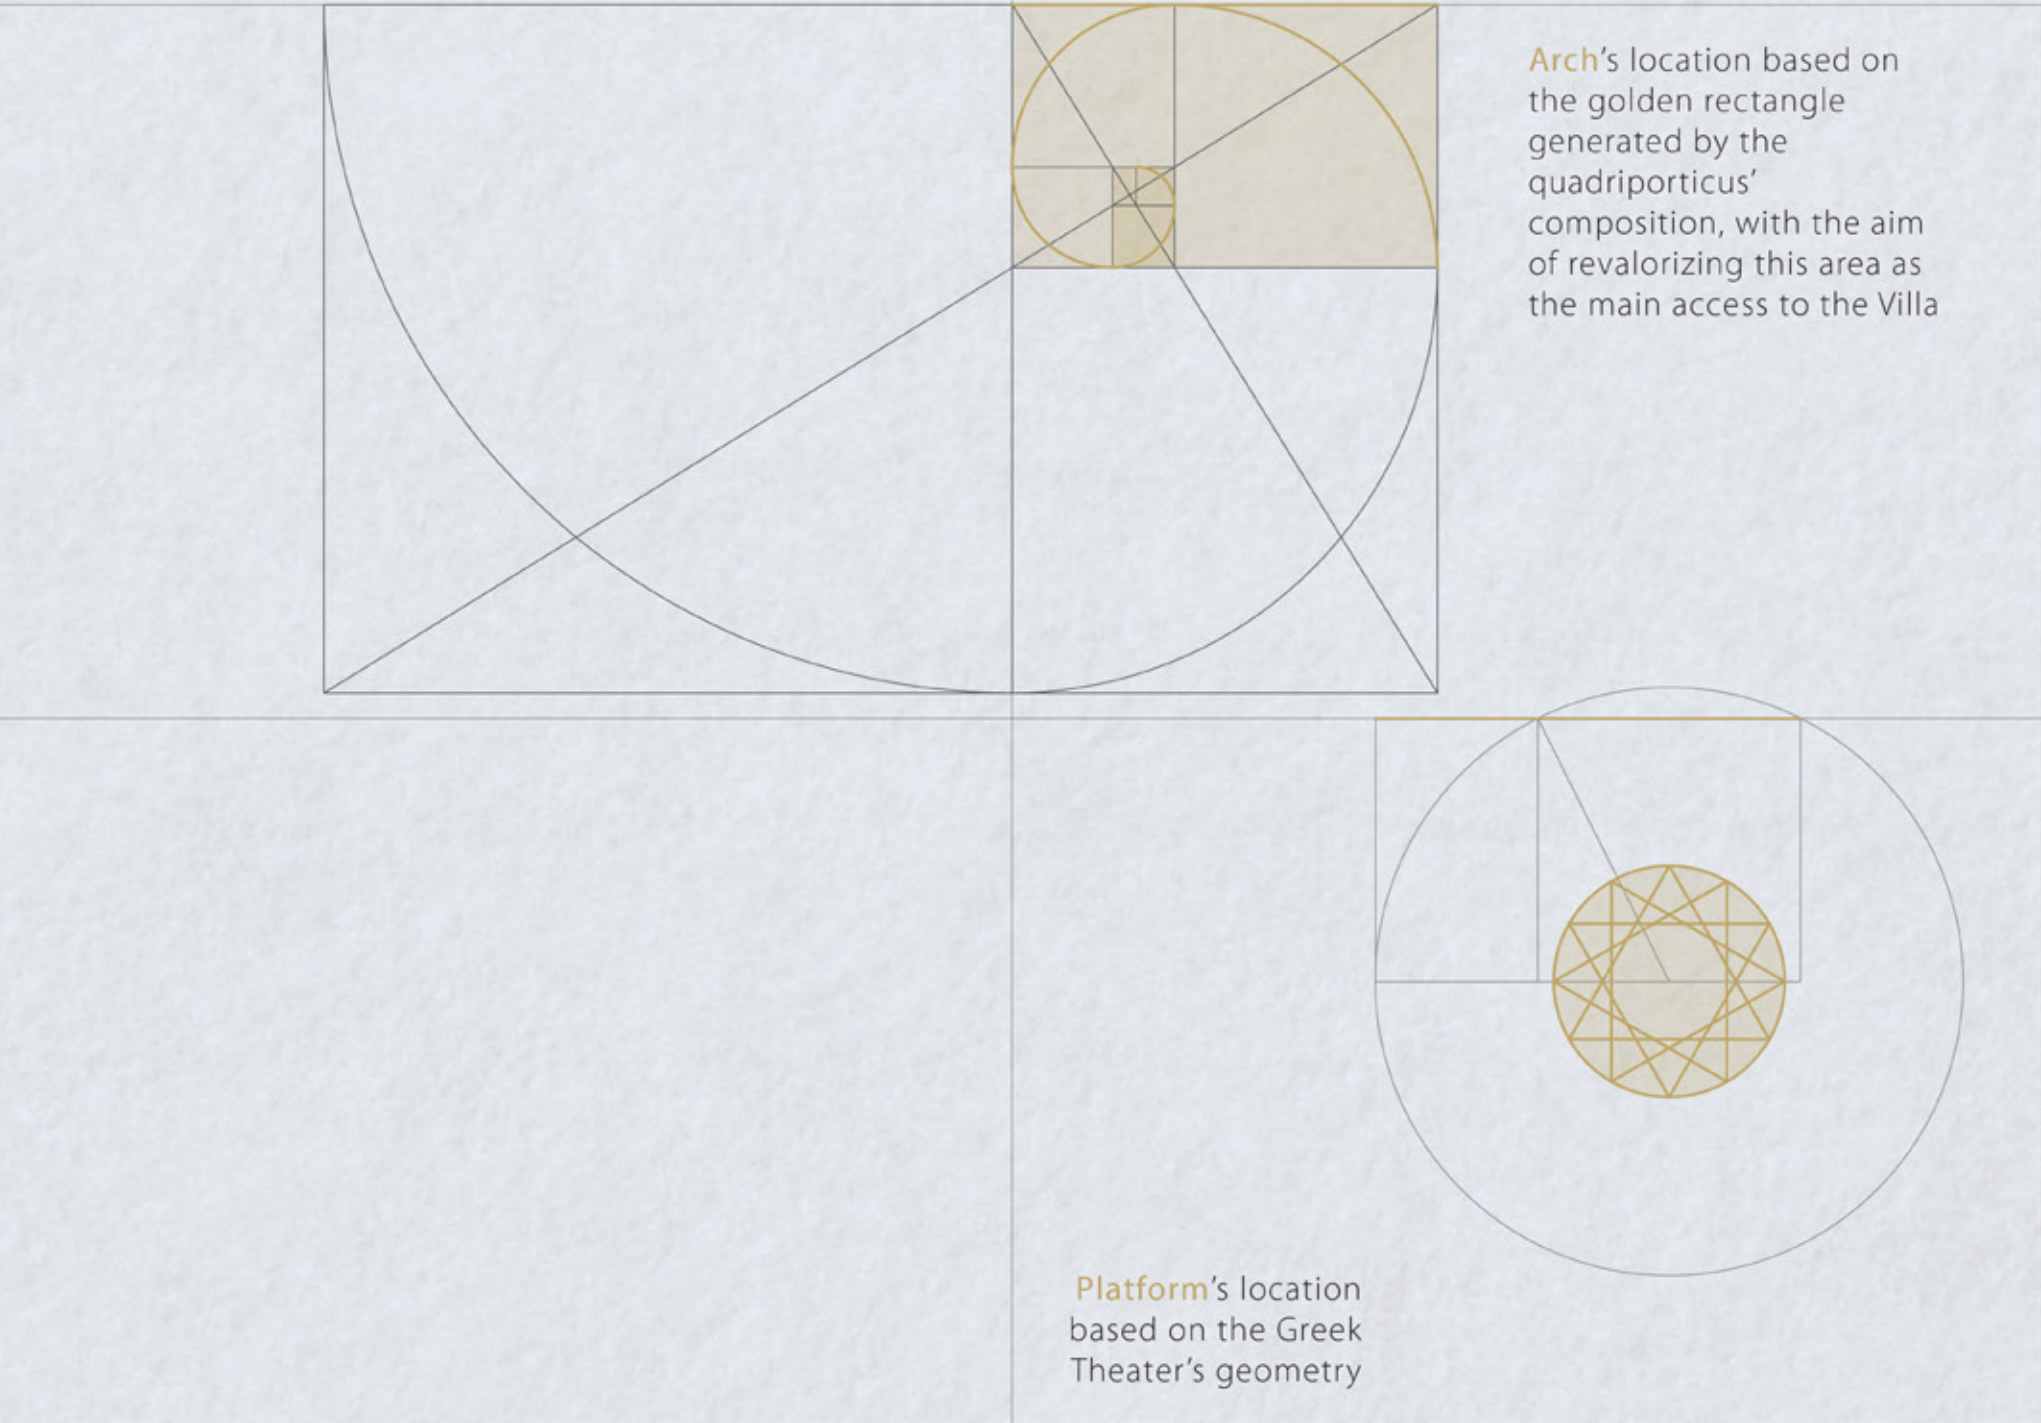 Arch's location based on
the golden rectangle
generated by the
quadriporticus'
composition, with the aim
of revalorizing this area as
the main access to the Villa
Platform's location
based on the Greek
Theater's geometry